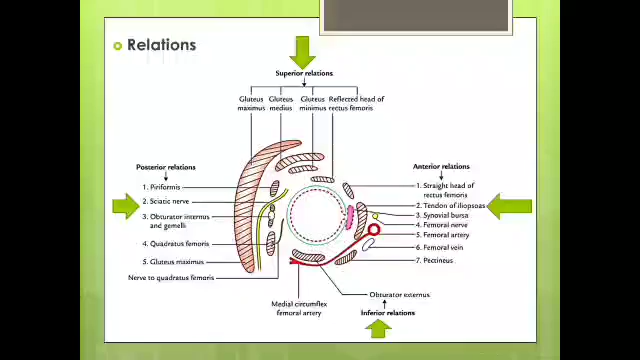 Relations
Superior relations
Gluteus Gluteus Gluteus Reflected head of
maximus medius minimus rectus femoris
Posterior relations
1. Piriformis
2. Sciatic nerve
3. Obturator internus
and gemelli
4. Quadratus femoris
5. Gluteus maximus
Nerve to quadratus femoris
Anterior relations
1. Straight head of
rectus femoris
2. Tendon of iliopsoas
3. Synovial bursa
4. Femoral nerve
5. Femoral artery
6. Femoral vein
7. Pectineus
Medial circumflex
femoral artery
Obturator externus
Inferior relations